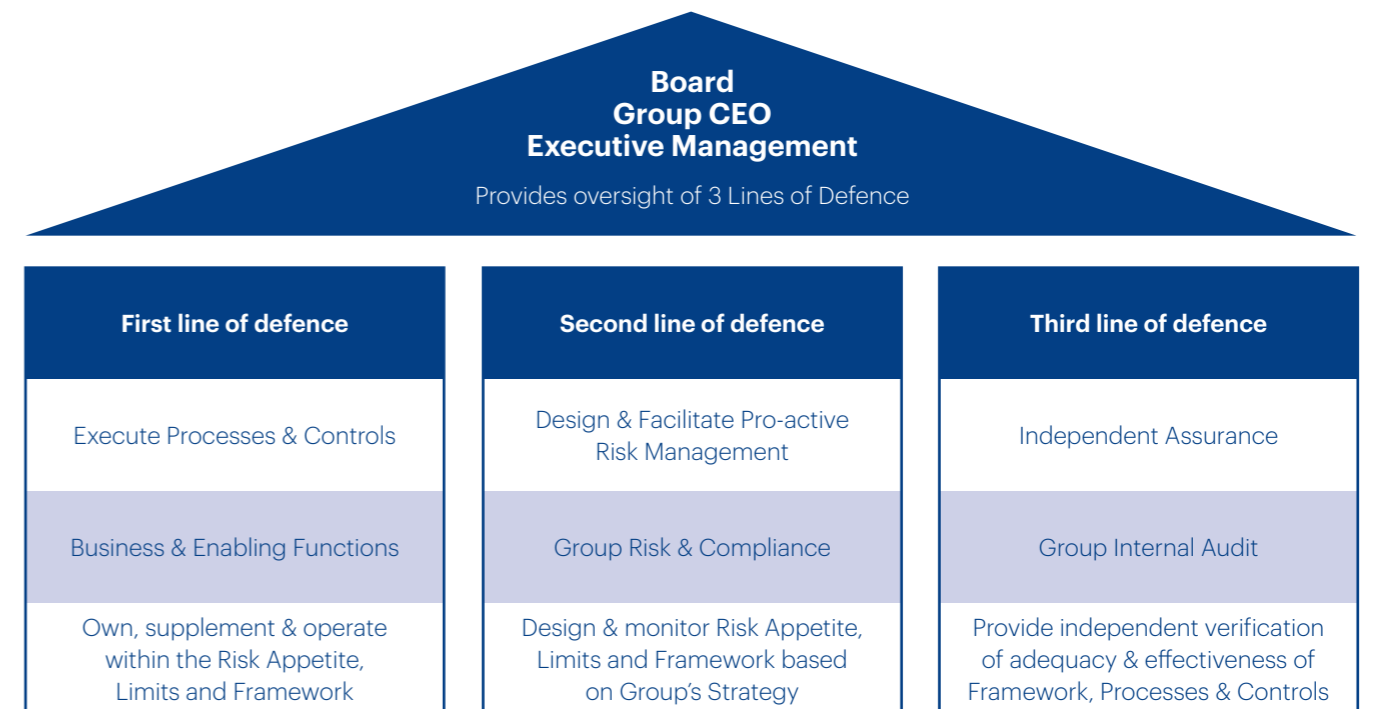 Board
Group CEO
Executive Management
Provides oversight of 3 Lines of Defence
First line of defence
Execute Processes & Controls
Business & Enabling Functions
Own, supplement & operate
within the Risk Appetite,
Limits and Framework
Second line of defence
Design & Facilitate Pro-active
Risk Management
Group Risk & Compliance
Design & monitor Risk Appetite,
Limits and Framework based
on Group's Strategy
Third line of defence
Independent Assurance
Group Internal Audit
Provide independent verification
of adequacy & effectiveness of
Framework, Processes & Controls